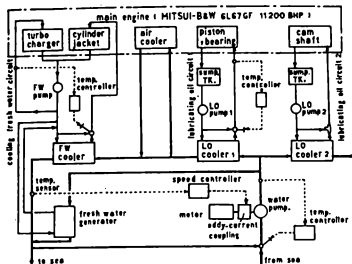 main engine ( MITSUI-B&W 6L67GF 11200 BHP )
turbo charger
cylinder jacket
air cooler
piston bearing
cam shaft
cooling fresh water circuit
FW pump
temp. controller
sump. TK.
LO pump1
lubricating oil circuit 1
temp. controller
sump. TK.
LO pump2
lubricating oil circuit 2
FW cooler
LO cooler 1
LO cooler 2
temp. sensor
speed controller
fresh water generator
motor
eddy-current coupling
water pump.
temp- controller
to sea
from sea